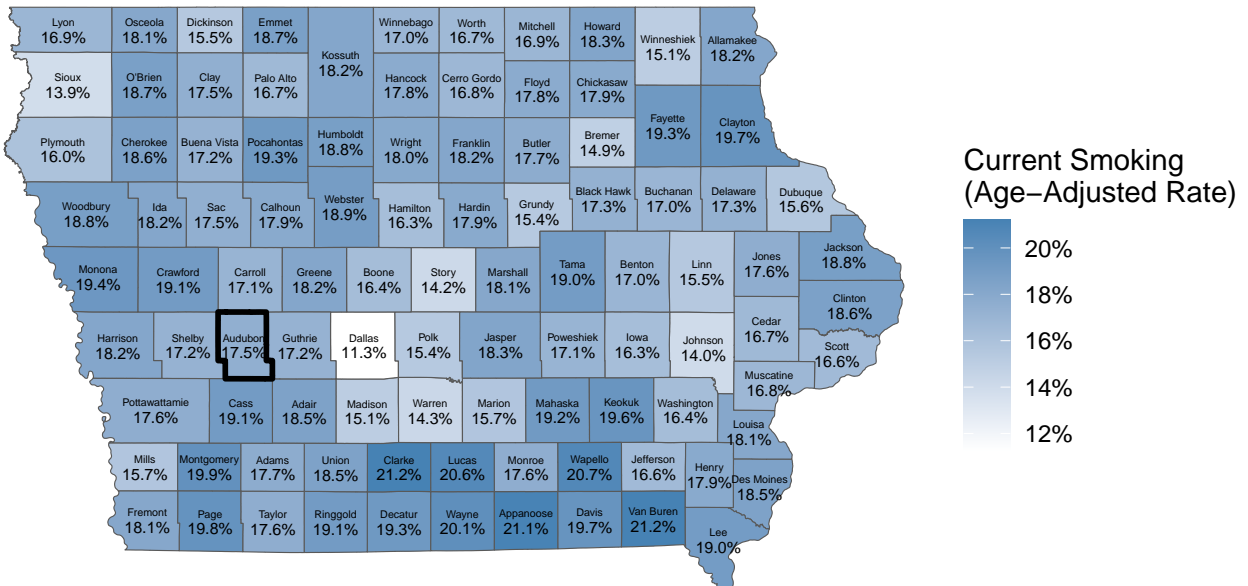 Lyon
16.9%
Osceola
18.1%
Dickinson
15.5%
Emmet
18.7%
Kossuth
18.2%
Winnebago
17.0%
Worth
16.7%
Mitchell
16.9%
Howard
18.3%
Winneshiek
15.1%
Allamakee
18.2%
Sioux
13.9%
O'Brien
18.7%
Clay
17.5%
Palo Alto
16.7%
Hancock
17.8%
Cerro Gordo
16.8%
Floyd
17.8%
Chickasaw
17.9%
Fayette
19.3%
Clayton
19.7%
Plymouth
16.0%
Cherokee
18.6%
Buena Vista
17.2%
Pocahontas
19.3%
Humboldt
18.8%
Wright
18.0%
Franklin
18.2%
Butler
17.7%
Bremer
14.9%
Woodbury
18.8%
Ida
18.2%
Sac
17.5%
Calhoun
17.9%
Webster
18.9%
Hamilton
16.3%
Hardin
17.9%
Grundy
15.4%
Black Hawk
17.3%
Buchanan
17.0%
Delaware
17.3%
Dubuque
15.6%
Monona
19.4%
Crawford
19.1%
Carroll
17.1%
Greene
18.2%
Boone
16.4%
Story
14.2%
Marshall
18.1%
Tama
19.0%
Benton
17.0%
Linn
15.5%
Jones
17.6%
Jackson
18.8%
Clinton
18.6%
Harrison
18.2%
Shelby
17.2%
Audubon
17.5%
Guthrie
17.2%
Dallas
11.3%
Polk
15.4%
Jasper
18.3%
Poweshiek
17.1%
Iowa
16.3%
Johnson
14.0%
Cedar
16.7%
Scott
16.6%
Muscatine
16.8%
Pottawattamie
17.6%
Cass
19.1%
Adair
18.5%
Madison
15.1%
Warren
14.3%
Marion
15.7%
Mahaska
19.2%
Keokuk
19.6%
Washington
16.4%
Louisa
18.1%
Mills
15.7%
Montgomery
19.9%
Adams
17.7%
Union
18.5%
Clarke
21.2%
Lucas
20.6%
Monroe
17.6%
Wapello
20.7%
Jefferson
16.6%
Henry
17.9%
Des Moines
18.5%
Fremont
18.1%
Page
19.8%
Taylor
17.6%
Ringgold
19.1%
Decatur
19.3%
Wayne
20.1%
Appanoose
21.1%
Davis
19.7%
Van Buren
21.2%
Lee
19.0%
Current Smoking
(Age−Adjusted Rate)
20%
18%
16%
14%
12%